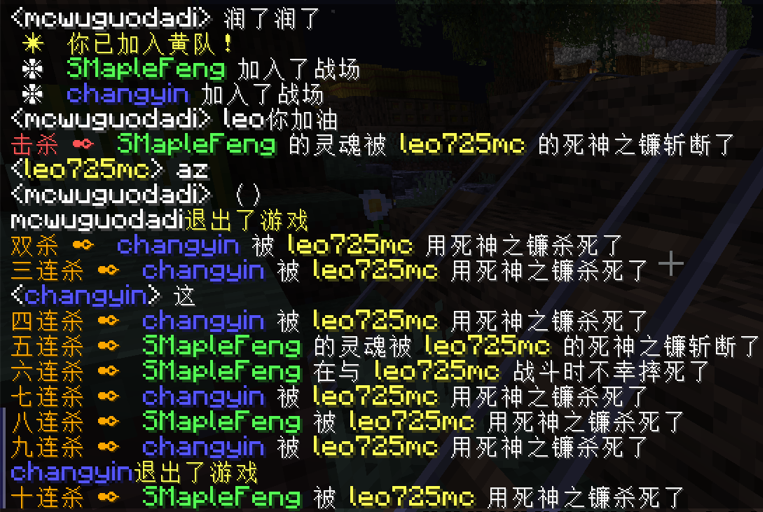 <mcwuguodadi> 润了润了
你已加入黄队！
SMapleFeng 加入了战场
changyin 加入了战场
<mcwuguodadi> leo你加油
击杀 SMapleFeng 的灵魂被 leo725mc 的死神之镰斩断了
<leo725mc> az
<mcwuguodadi> （）
mcwuguodadi退出了游戏
双杀 changyin 被 leo725mc 用死神之镰杀死了
三连杀 changyin 被 leo725mc 用死神之镰杀死了
<changyin> 这
四连杀 changyin 被 leo725mc 用死神之镰杀死了
五连杀 SMapleFeng 的灵魂被 leo725mc 的死神之镰斩断了
六连杀 SMapleFeng 在与 leo725mc 战斗时不幸摔死了
七连杀 changyin 被 leo725mc 用死神之镰杀死了
八连杀 SMapleFeng 被 leo725mc 用死神之镰杀死了
九连杀 changyin 被 leo725mc 用死神之镰杀死了
changyin退出了游戏
十连杀 SMapleFeng 被 leo725mc 用死神之镰杀死了